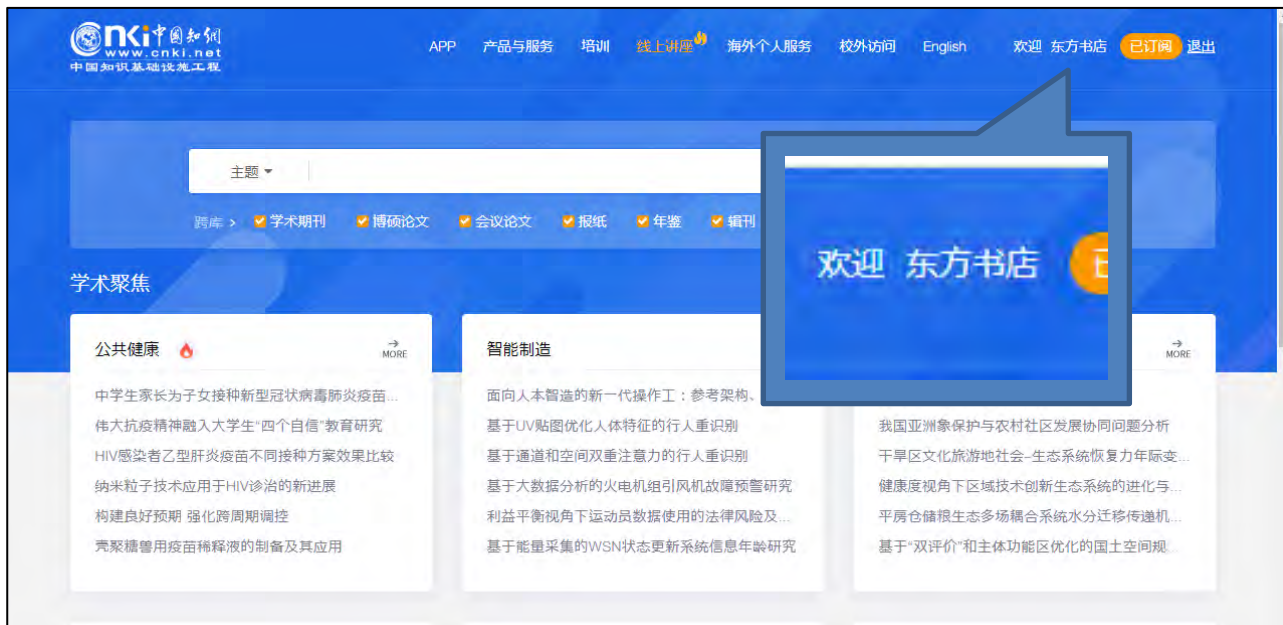 Cnki中国知网
www.cnki.net
中国知识基础设施工程
APP 产品与服务 培训 线上讲座 海外个人服务 校外访问 English 欢迎 东方书店 已订阅 退出
主题
跨库 > 学术期刊 博硕论文 会议论文 报纸 年鉴 辑刊
欢迎 东方书店
学术聚焦
公共健康 MORE
中学生家长为子女接种新型冠状病毒肺炎疫苗...
伟大抗疫精神融入大学生“四个自信”教育研究
HIV感染者乙型肝炎疫苗不同接种方案效果比较
纳米粒子技术应用于HIV诊治的新进展
构建良好预期 强化跨周期调控
壳聚糖兽用疫苗稀释液的制备及其应用
智能制造
面向人本智造的新一代操作工：参考架构、
基于UV贴图优化人体特征的行人重识别
基于通道和空间双重注意力的行人重识别
基于大数据分析的火电机组引风机故障预警研究
利益平衡视角下运动员数据使用的法律风险及...
基于能量采集的WSN状态更新系统信息年龄研究
MORE
我国亚洲象保护与农村社区发展协同问题分析
干旱区文化旅游地社会-生态系统恢复力年际变...
健康度视角下区域技术创新生态系统的进化与...
平房仓储粮生态多场耦合系统水分迁移传递机...
基于“双评价”和主体功能区优化的国土空间规...